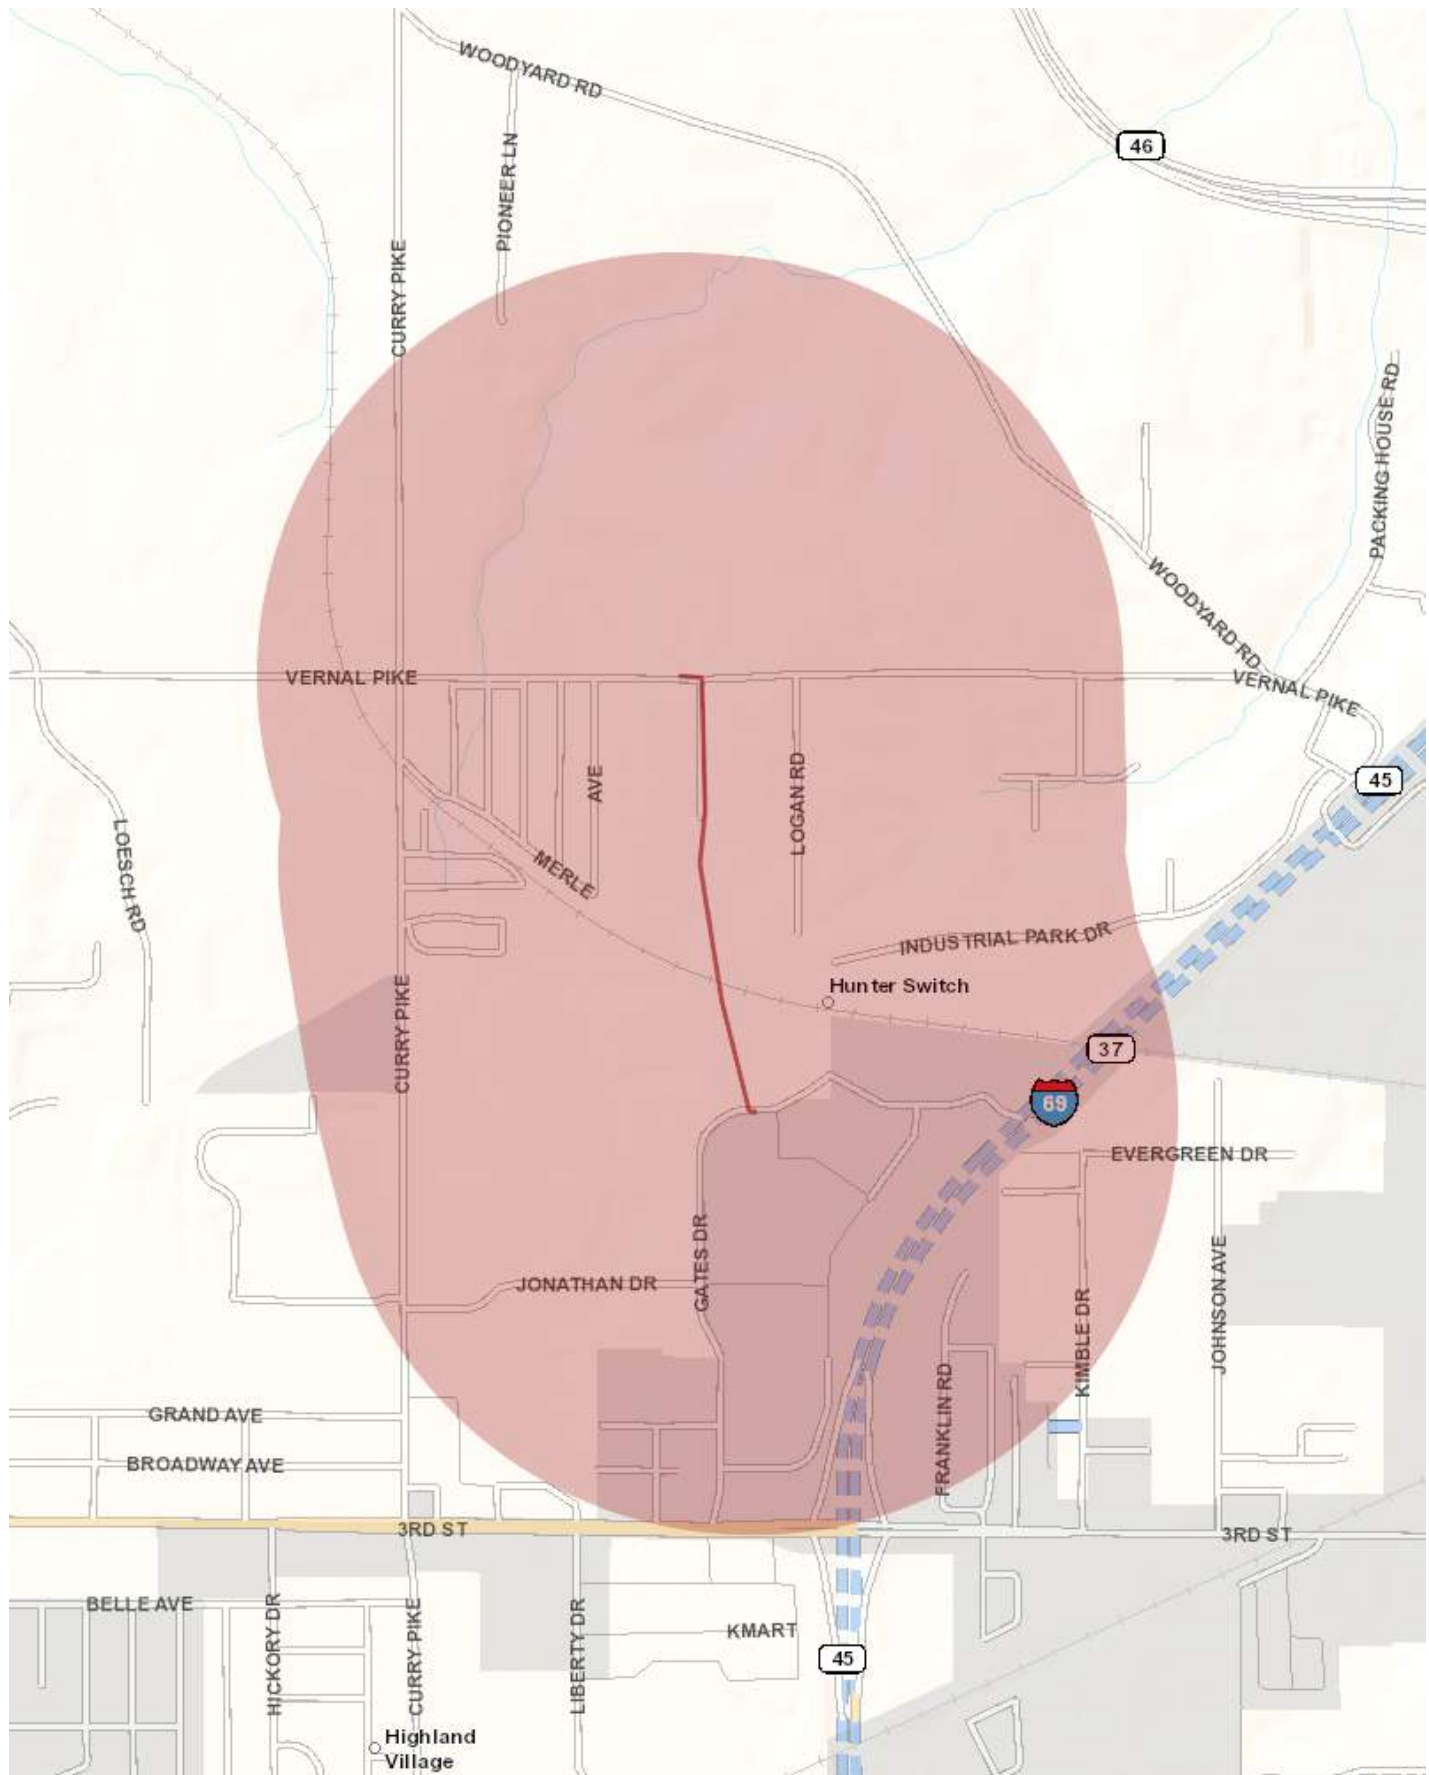 WOODYARD RD
46
PIONEER LN
CURRY PIKE
PACKING HOUSE RD
WOODYARD RD
VERNAL PIKE
VERNAL PIKE
45
AVE
LOGAN RD
LOESCH RD
MERLE
INDUSTRIAL PARK DR
Hunter Switch
CURRY PIKE
37
69
EVERGREEN DR
GATES DR
JONATHAN DR
JOHNSON AVE
KIMBLE DR
FRANKLIN RD
GRAND AVE
BROADWAY AVE
3RD ST
3RD ST
BELLE AVE
HICKORY DR
CURRY PIKE
LIBERTY DR
KMART
45
Highland
Village